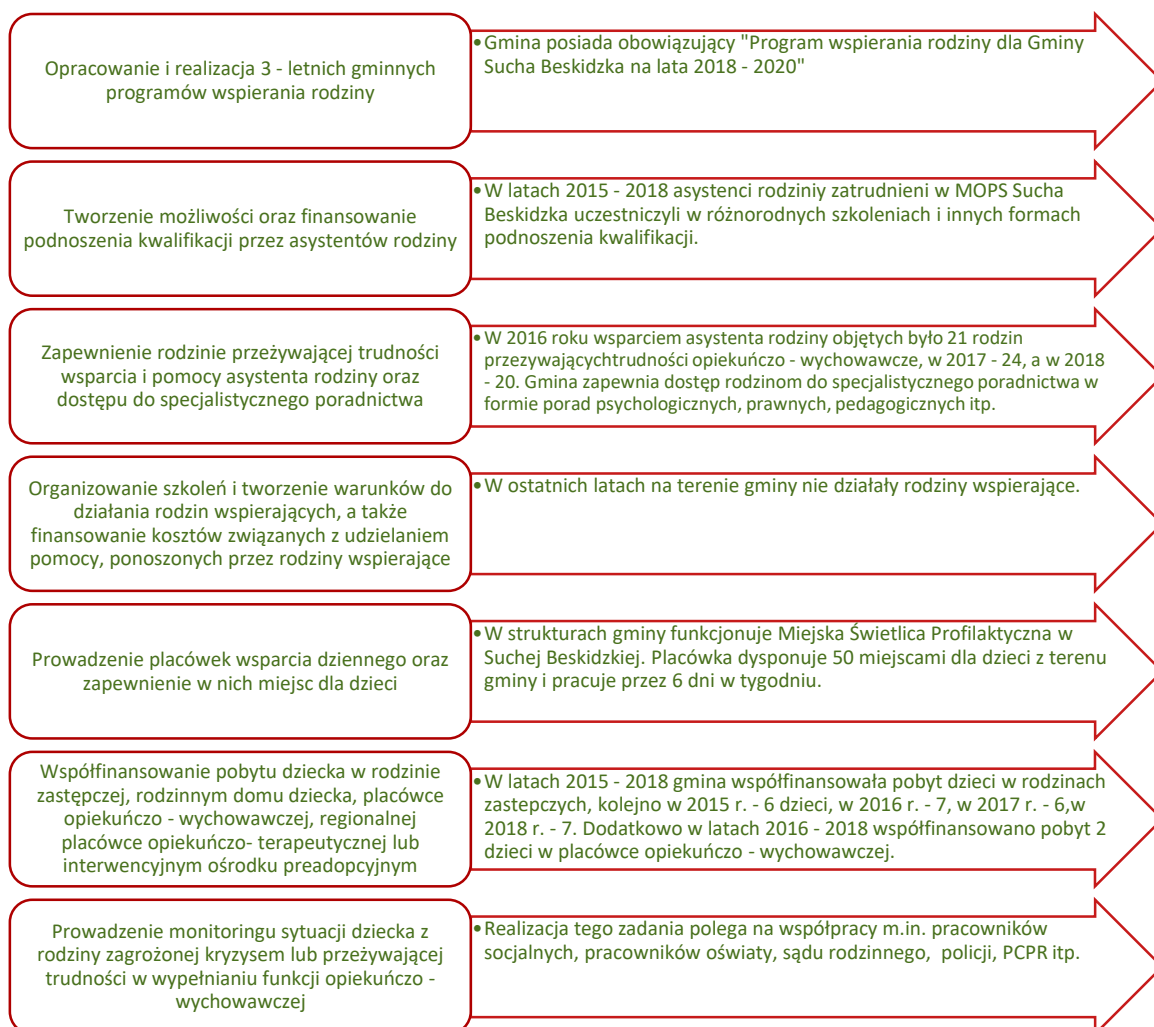 Opracowanie i realizacja 3 - letnich gminnych
programów wspierania rodziny
•Gmina posiada obowiązujący "Program wspierania rodziny dla Gminy
Sucha Beskidzka na lata 2018 - 2020"
Tworzenie możliwości oraz finansowanie
podnoszenia kwalifikacji przez asystentów rodziny
•W latach 2015 - 2018 asystenci rodziniy zatrudnieni w MOPS Sucha
Beskidzka uczestniczyli w różnorodnych szkoleniach i innych formach
podnoszenia kwalifikacji.
Zapewnienie rodzinie przeżywającej trudności
wsparcia i pomocy asystenta rodziny oraz
dostępu do specjalistycznego poradnictwa
•W 2016 roku wsparciem asystenta rodziny objętych było 21 rodzin
przezywającychtrudności opiekuńczo - wychowawcze, w 2017 - 24, a w 2018
- 20. Gmina zapewnia dostęp rodzinom do specjalistycznego poradnictwa w
formie porad psychologicznych, prawnych, pedagogicznych itp.
Organizowanie szkoleń i tworzenie warunków do
działania rodzin wspierających, a także
finansowanie kosztów związanych z udzielaniem
pomocy, ponoszonych przez rodziny wspierające
•W ostatnich latach na terenie gminy nie działały rodziny wspierające.
Prowadzenie placówek wsparcia dziennego oraz
zapewnienie w nich miejsc dla dzieci
•W strukturach gminy funkcjonuje Miejska Świetlica Profilaktyczna w
Suchej Beskidzkiej. Placówka dysponuje 50 miejscami dla dzieci z terenu
gminy i pracuje przez 6 dni w tygodniu.
Współfinansowanie pobytu dziecka w rodzinie
zastępczej, rodzinnym domu dziecka, placówce
opiekuńczo - wychowawczej, regionalnej
placówce opiekuńczo- terapeutycznej lub
interwencyjnym ośrodku preadopcyjnym
•W latach 2015 - 2018 gmina współfinansowała pobyt dzieci w rodzinach
zastepczych, kolejno w 2015 r. - 6 dzieci, w 2016 r. - 7, w 2017 r. - 6,w
2018 r. - 7. Dodatkowo w latach 2016 - 2018 współfinansowano pobyt 2
dzieci w placówce opiekuńczo - wychowawczej.
Prowadzenie monitoringu sytuacji dziecka z
rodziny zagrożonej kryzysem lub przeżywającej
trudności w wypełnianiu funkcji opiekuńczo -
wychowawczej
•Realizacja tego zadania polega na współpracy m.in. pracowników
socjalnych, pracowników oświaty, sądu rodzinnego, policji, PCPR itp.